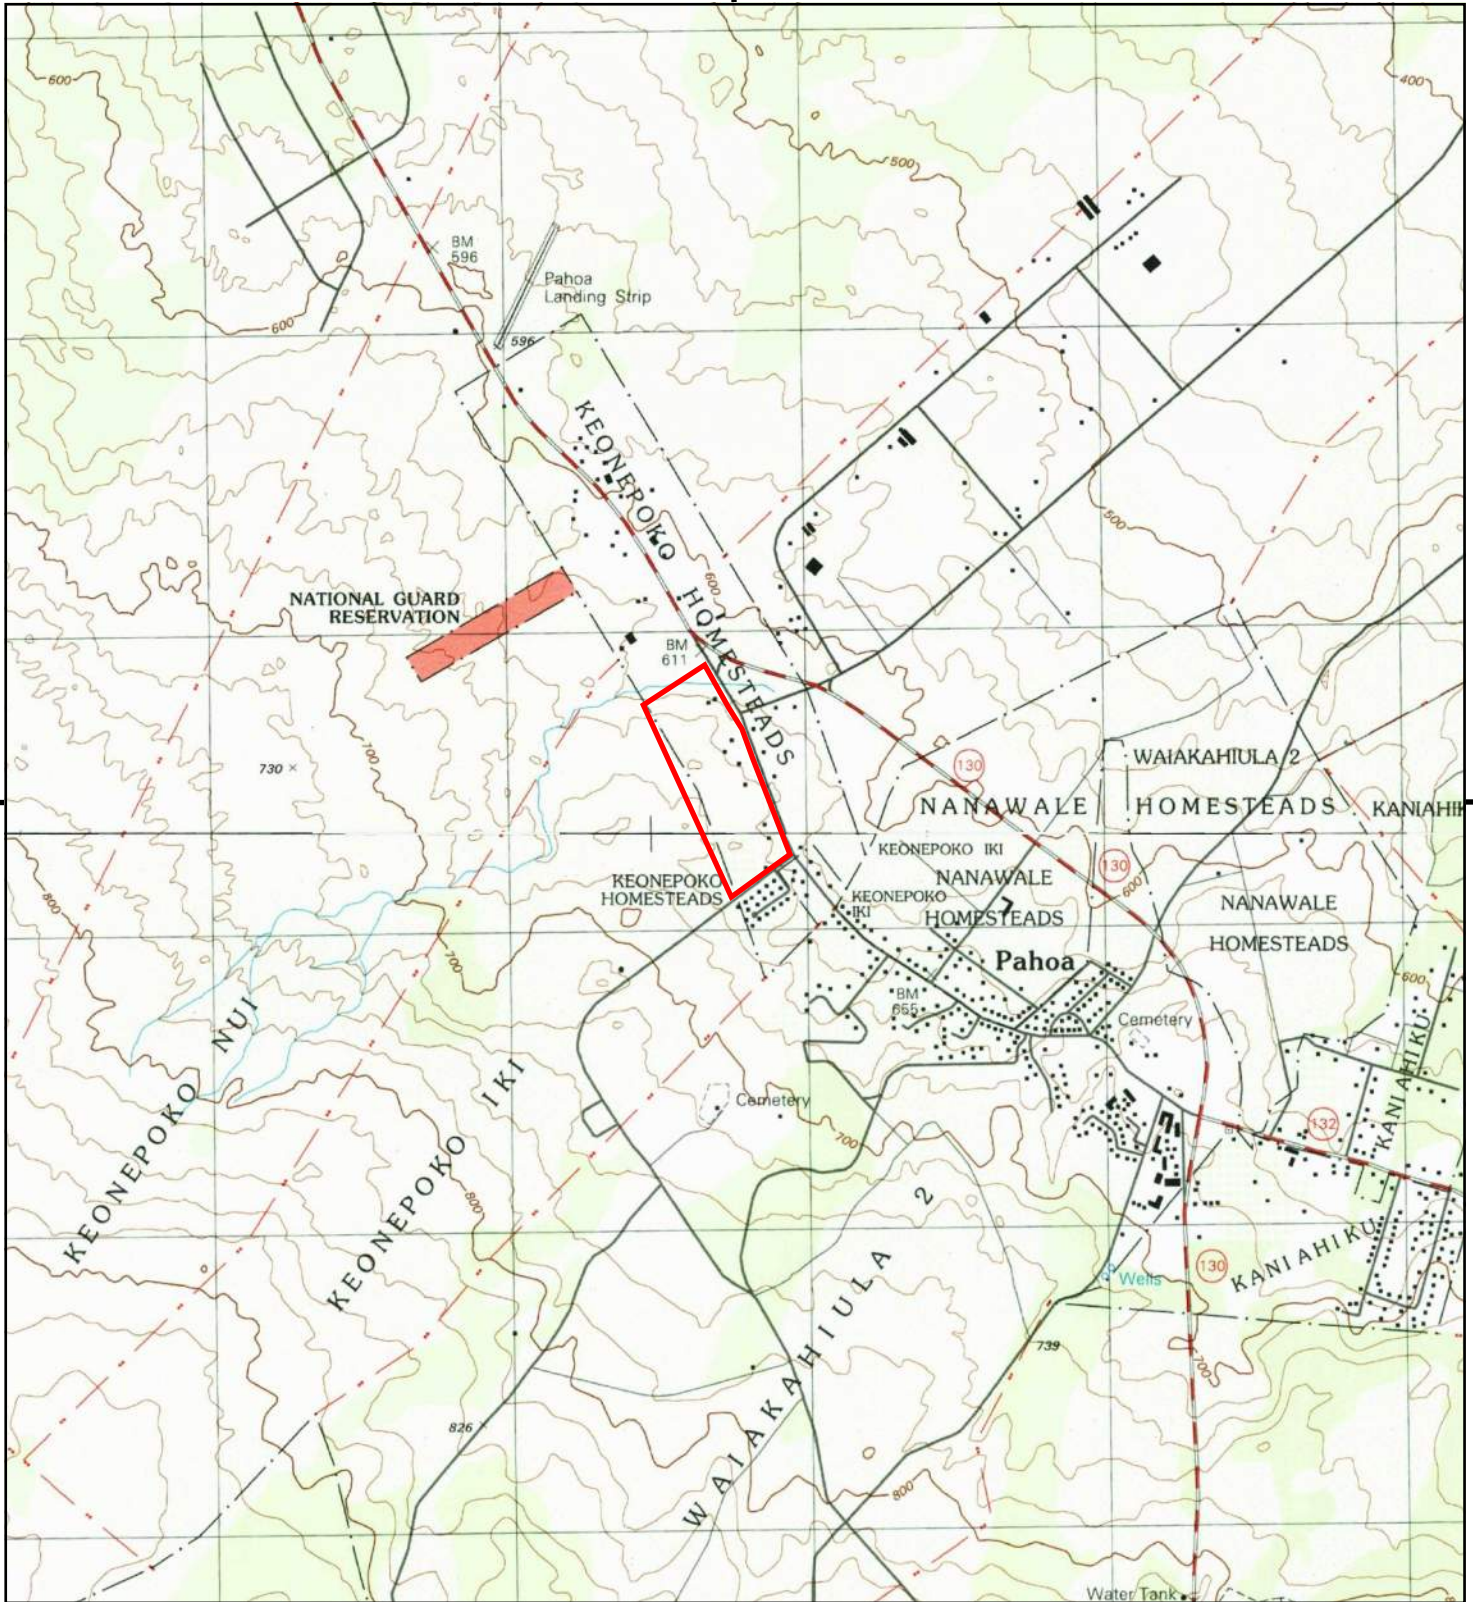 600
400
500
BM
596
Pahoa
Landing Strip
600
596
KEONEPOKO HOMESTEADS
500
600
NATIONAL GUARD
RESERVATION
BM
611
700
730
130
WAIAKAHIULA 2
NANAWALE HOMESTEADS
KANIAHIK
KEONEPOKO IKI
130
600
KEONEPOKO
HOMESTEADS
NANAWALE
HOMESTEADS
KEONEPOKO
IKI
NANAWALE
HOMESTEADS
800
700
Pahoa
600
BM
655
Cemetery
KEONEPOKO NUI
KEONEPOKO IKI
Cemetery
700
132
KANIAHIKU
800
WAIAKAHIULA 2
KANIAHIKU
130
Wells
739
700
826
800
Water Tank